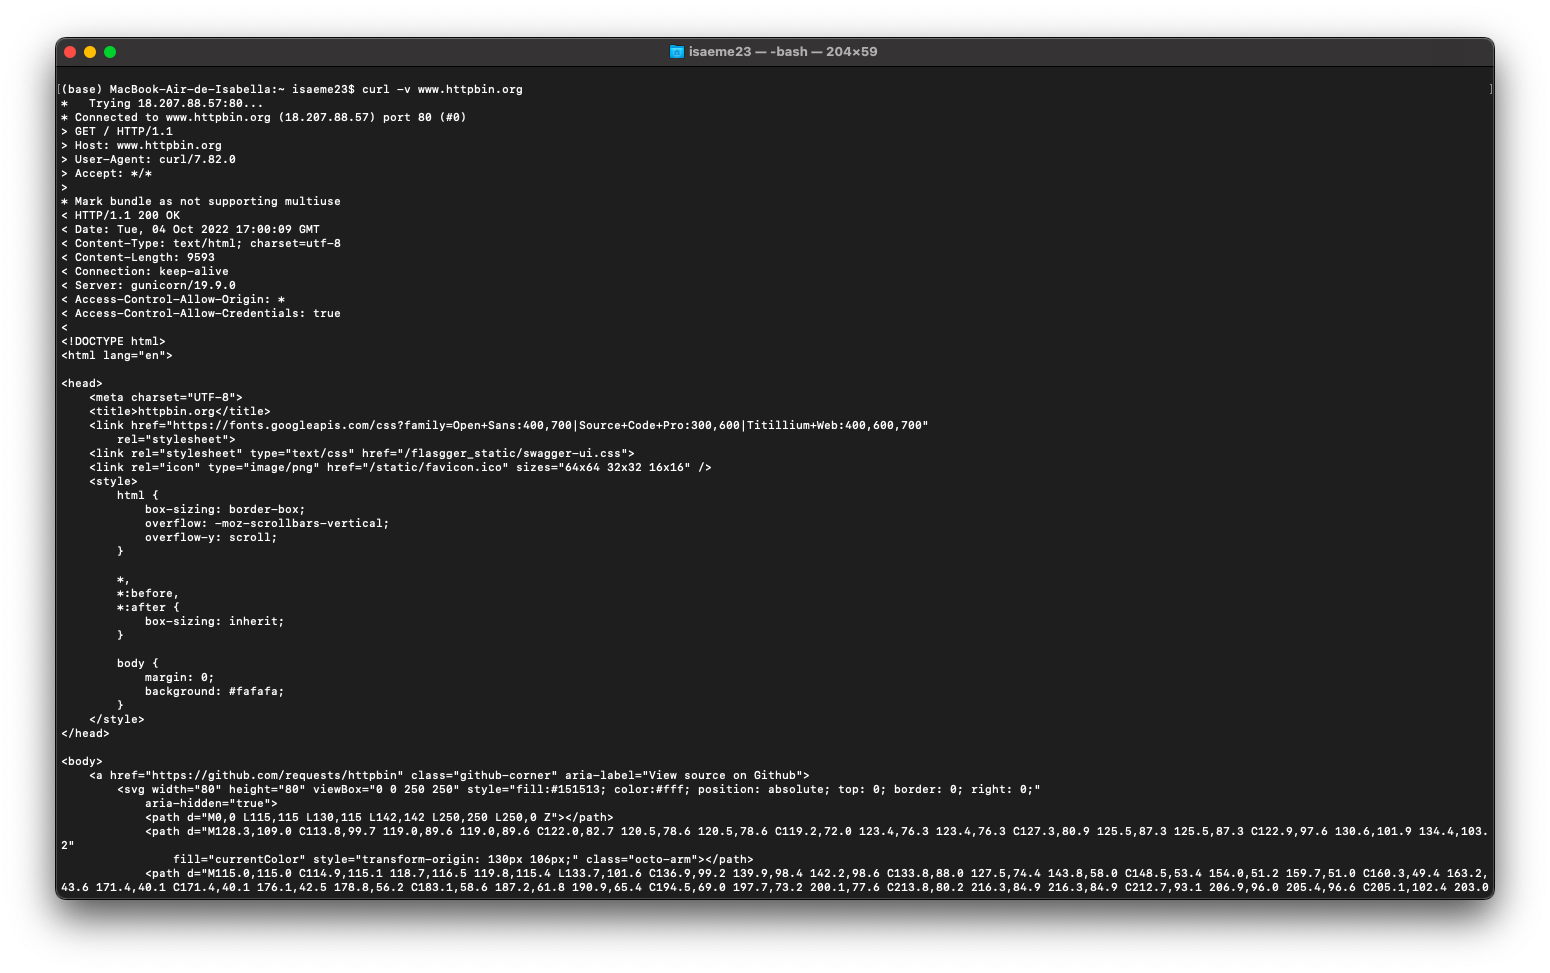 isaeme23 — -bash — 204×59
(base) MacBook-Air-de-Isabella:~ isaeme23$ curl -v www.httpbin.org
*   Trying 18.207.88.57:80...
* Connected to www.httpbin.org (18.207.88.57) port 80 (#0)
> GET / HTTP/1.1
> Host: www.httpbin.org
> User-Agent: curl/7.82.0
> Accept: */*
>
* Mark bundle as not supporting multiuse
< HTTP/1.1 200 OK
< Date: Tue, 04 Oct 2022 17:00:09 GMT
< Content-Type: text/html; charset=utf-8
< Content-Length: 9593
< Connection: keep-alive
< Server: gunicorn/19.9.0
< Access-Control-Allow-Origin: *
< Access-Control-Allow-Credentials: true
<
<!DOCTYPE html>
<html lang="en">

<head>
    <meta charset="UTF-8">
    <title>httpbin.org</title>
    <link href="https://fonts.googleapis.com/css?family=Open+Sans:400,700|Source+Code+Pro:300,600|Titillium+Web:400,600,700"
        rel="stylesheet">
    <link rel="stylesheet" type="text/css" href="/flasgger_static/swagger-ui.css">
    <link rel="icon" type="image/png" href="/static/favicon.ico" sizes="64x64 32x32 16x16" />
    <style>
        html {
            box-sizing: border-box;
            overflow: -moz-scrollbars-vertical;
            overflow-y: scroll;
        }

        *,
        *:before,
        *:after {
            box-sizing: inherit;
        }

        body {
            margin: 0;
            background: #fafafa;
        }
    </style>
</head>

<body>
    <a href="https://github.com/requests/httpbin" class="github-corner" aria-label="View source on Github">
        <svg width="80" height="80" viewBox="0 0 250 250" style="fill:#151513; color:#fff; position: absolute; top: 0; border: 0; right: 0;"
            aria-hidden="true">
            <path d="M0,0 L115,115 L130,115 L142,142 L250,250 L250,0 Z"></path>
            <path d="M128.3,109.0 C113.8,99.7 119.0,89.6 119.0,89.6 C122.0,82.7 120.5,78.6 120.5,78.6 C119.2,72.0 123.4,76.3 123.4,76.3 C127.3,80.9 125.5,87.3 125.5,87.3 C122.9,97.6 130.6,101.9 134.4,103.
2"
                fill="currentColor" style="transform-origin: 130px 106px;" class="octo-arm"></path>
            <path d="M115.0,115.0 C114.9,115.1 118.7,116.5 119.8,115.4 L133.7,101.6 C136.9,99.2 139.9,98.4 142.2,98.6 C133.8,88.0 127.5,74.4 143.8,58.0 C148.5,53.4 154.0,51.2 159.7,51.0 C160.3,49.4 163.2,
43.6 171.4,40.1 C171.4,40.1 176.1,42.5 178.8,56.2 C183.1,58.6 187.2,61.8 190.9,65.4 C194.5,69.0 197.7,73.2 200.1,77.6 C213.8,80.2 216.3,84.9 216.3,84.9 C212.7,93.1 206.9,96.0 205.4,96.6 C205.1,102.4 203.0